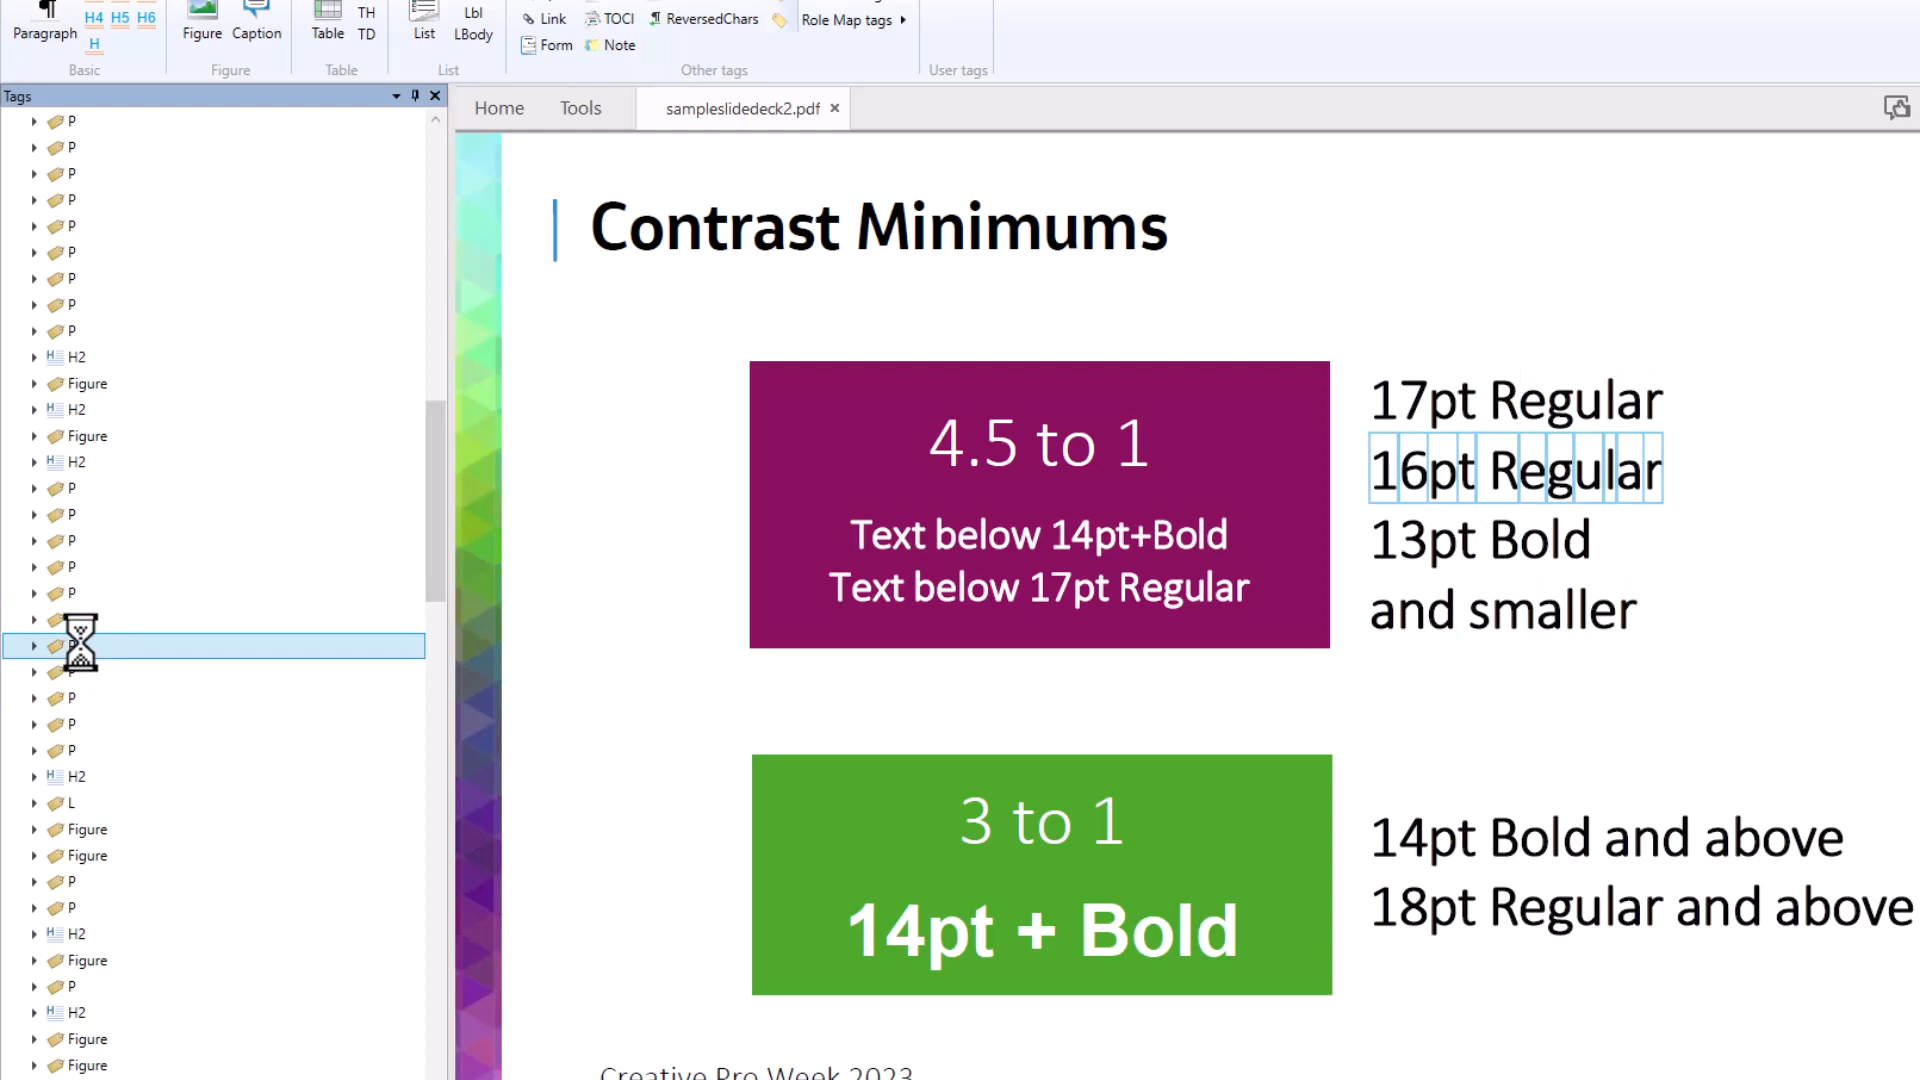 Paragraph
H4 H5 H6
H
Basic
Figure Caption
Figure
Table
TH
TD
Table
List
Lbl
LBody
List
Link TOCI ReversedChars Role Map tags
Form Note
Other tags
User tags
Tags
P
P
P
P
P
P
P
P
P
H2
Figure
H2
Figure
H2
P
P
P
P
P
P
P
P
P
H2
L
Figure
Figure
P
P
H2
Figure
P
H2
Figure
Figure
Home Tools sampleslidedeck2.pdf
Contrast Minimums
4.5 to 1
Text below 14pt+Bold
Text below 17pt Regular
17pt Regular
16pt Regular
13pt Bold
and smaller
3 to 1
14pt + Bold
14pt Bold and above
18pt Regular and above
Creative Pro Week 2023